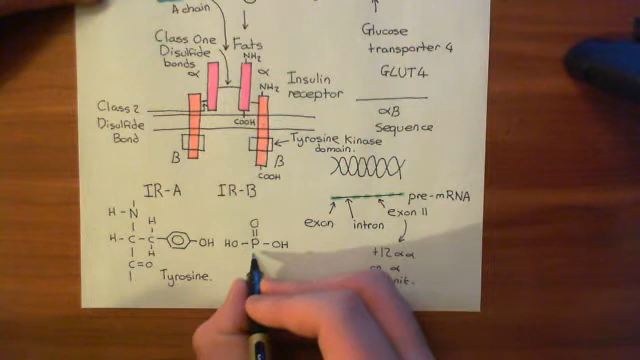 A chain
Class One
Disulfide
bonds
Fats
α
NH2
α
NH2
COOH
Insulin
receptor
Class 2
Disulfide
Bond
β
β
Tyrosine kinase
domain.
COOH
IR-A
IR-B
H-N
H
H-C-C
H
OH
C=O
Tyrosine.
O
HO-P-OH
Glucose
transporter 4
GLUT4
αβ
Sequence
pre-mRNA
exon
intron
exon 11
+12 αα
on α